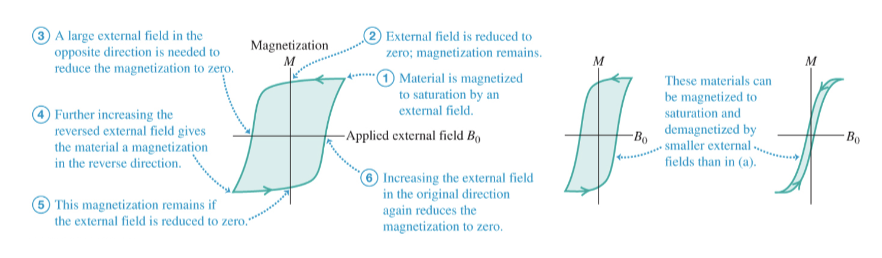 ③ A large external field in the
opposite direction is needed to
reduce the magnetization to zero.
④ Further increasing the
reversed external field gives
the material a magnetization
in the reverse direction.
⑤ This magnetization remains if
the external field is reduced to zero.
Magnetization
M
② External field is reduced to
zero; magnetization remains.
① Material is magnetized
to saturation by an
external field.
Applied external field B₀
⑥ Increasing the external field
in the original direction
again reduces the
magnetization to zero.
M
B₀
These materials can
be magnetized to
saturation and
demagnetized by
smaller external
fields than in (a).
M
B₀